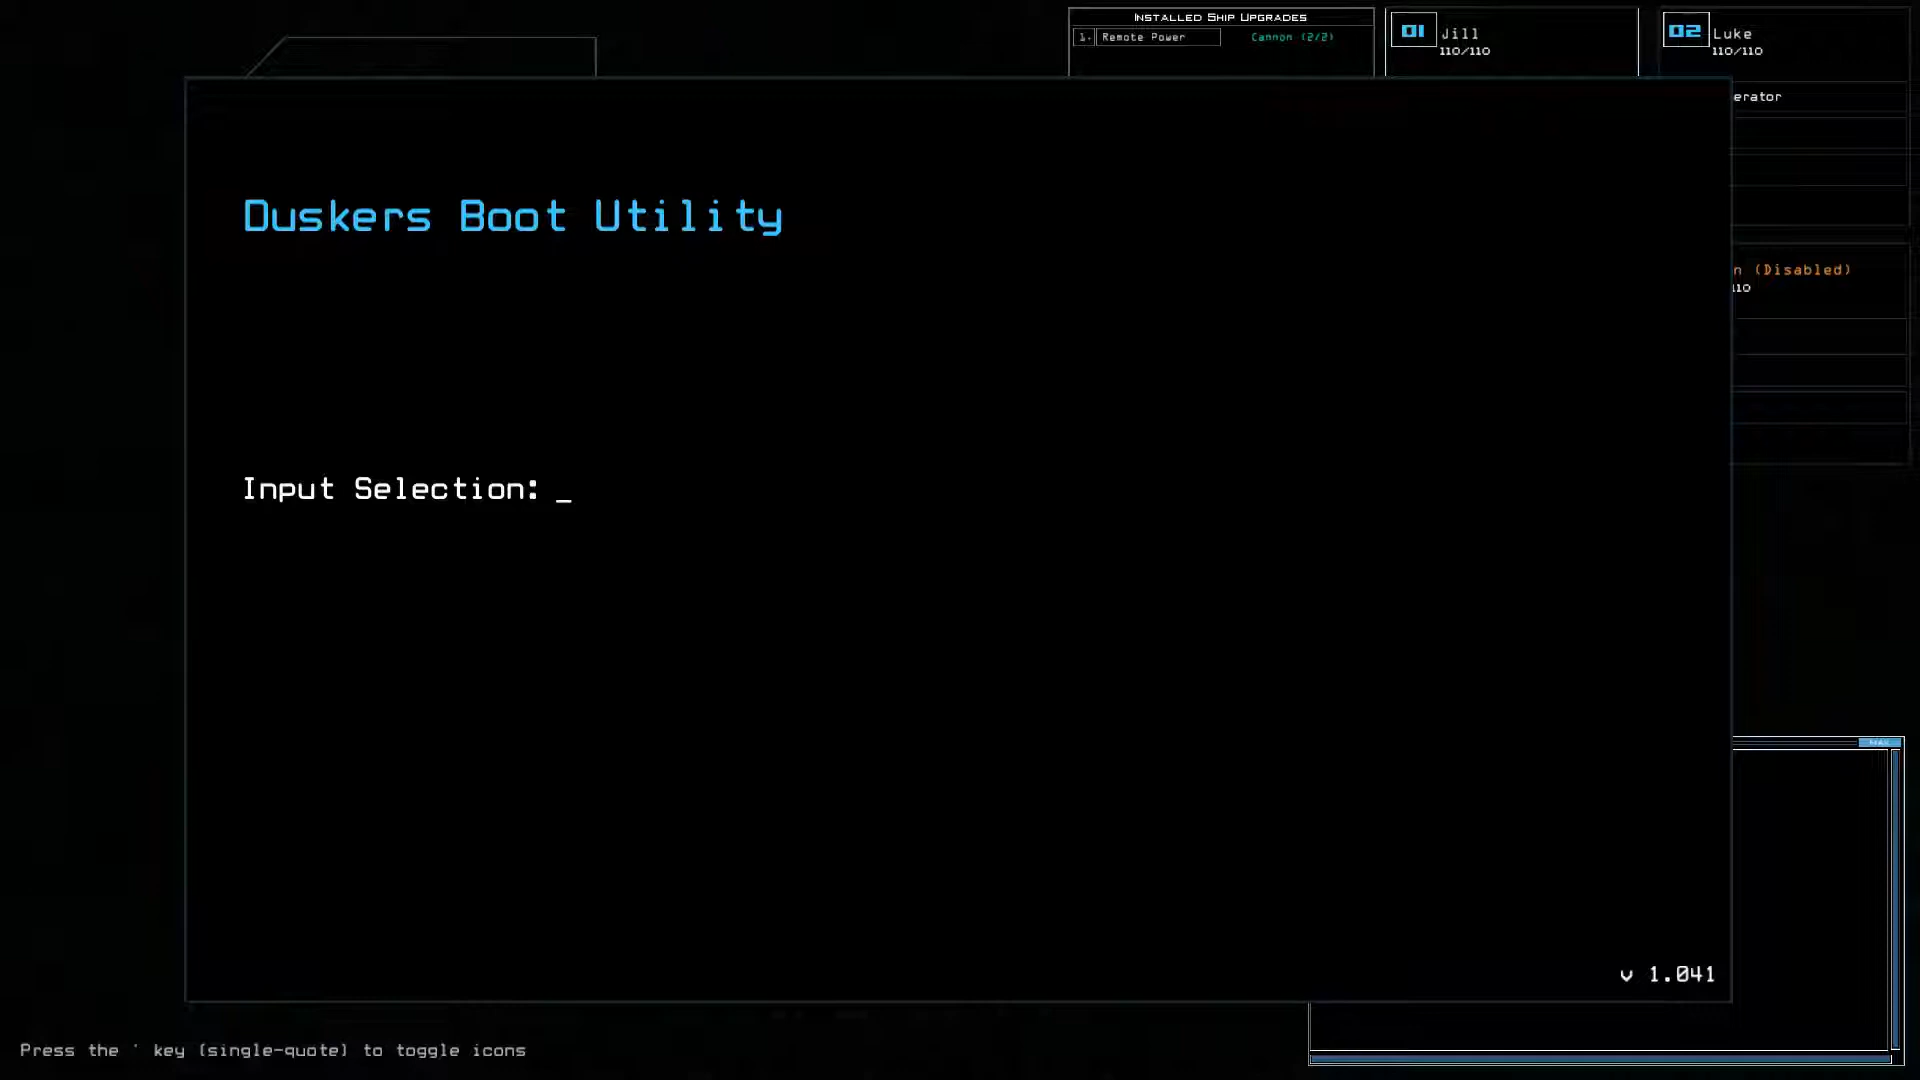 Installed Ship Upgrades
1. Remote Power Cannon (2/2)
01 Jill
110/110
02 Luke
110/110
erator
n (Disabled)
110
Duskers Boot Utility
Input Selection: _
v 1.041
Press the ' key (single-quote) to toggle icons